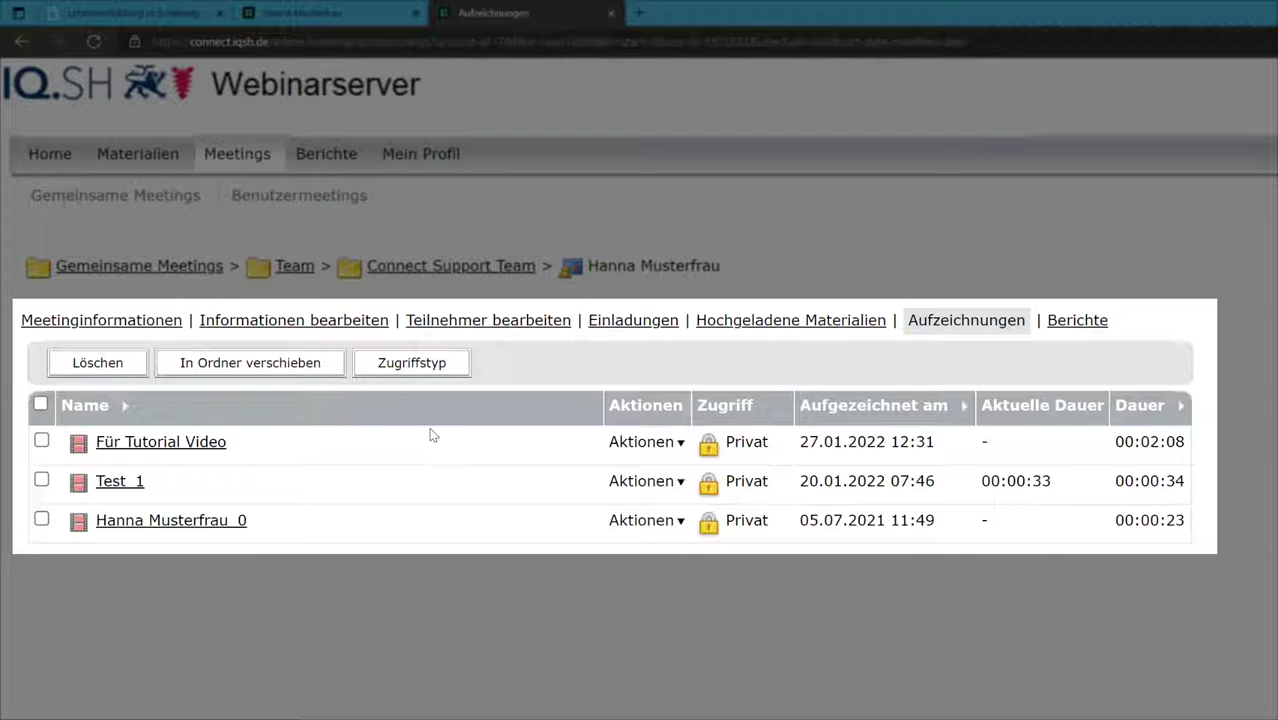 Aufzeichnungen
connect.iqsh.de
IQ.SH Webinarserver
Home Materialien Meetings Berichte Mein Profil
Gemeinsame Meetings Benutzermeetings
Gemeinsame Meetings > Team > Connect Support Team > Hanna Musterfrau
Meetinginformationen | Informationen bearbeiten | Teilnehmer bearbeiten | Einladungen | Hochgeladene Materialien | Aufzeichnungen | Berichte
Löschen In Ordner verschieben Zugriffstyp
Name Aktionen Zugriff Aufgezeichnet am Aktuelle Dauer Dauer
Für Tutorial Video Aktionen Privat 27.01.2022 12:31 - 00:02:08
Test_1 Aktionen Privat 20.01.2022 07:46 00:00:33 00:00:34
Hanna Musterfrau_0 Aktionen Privat 05.07.2021 11:49 - 00:00:23